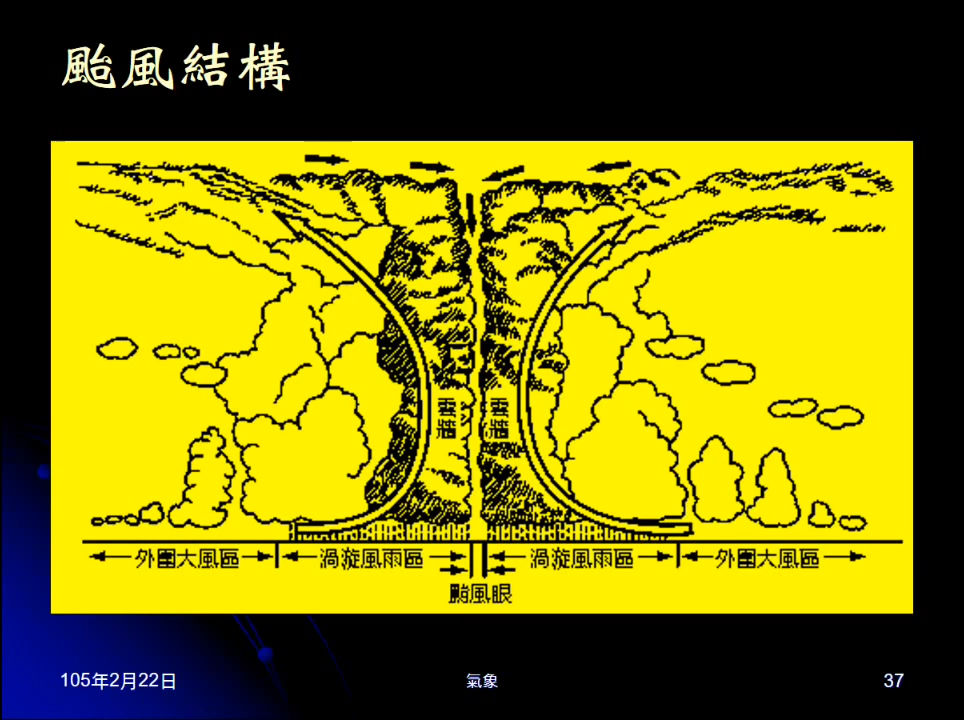 颱風結構
雲牆 雲牆
外圍大風區 渦漩風雨區 渦漩風雨區 外圍大風區
颱風眼
105年2月22日 氣象 37